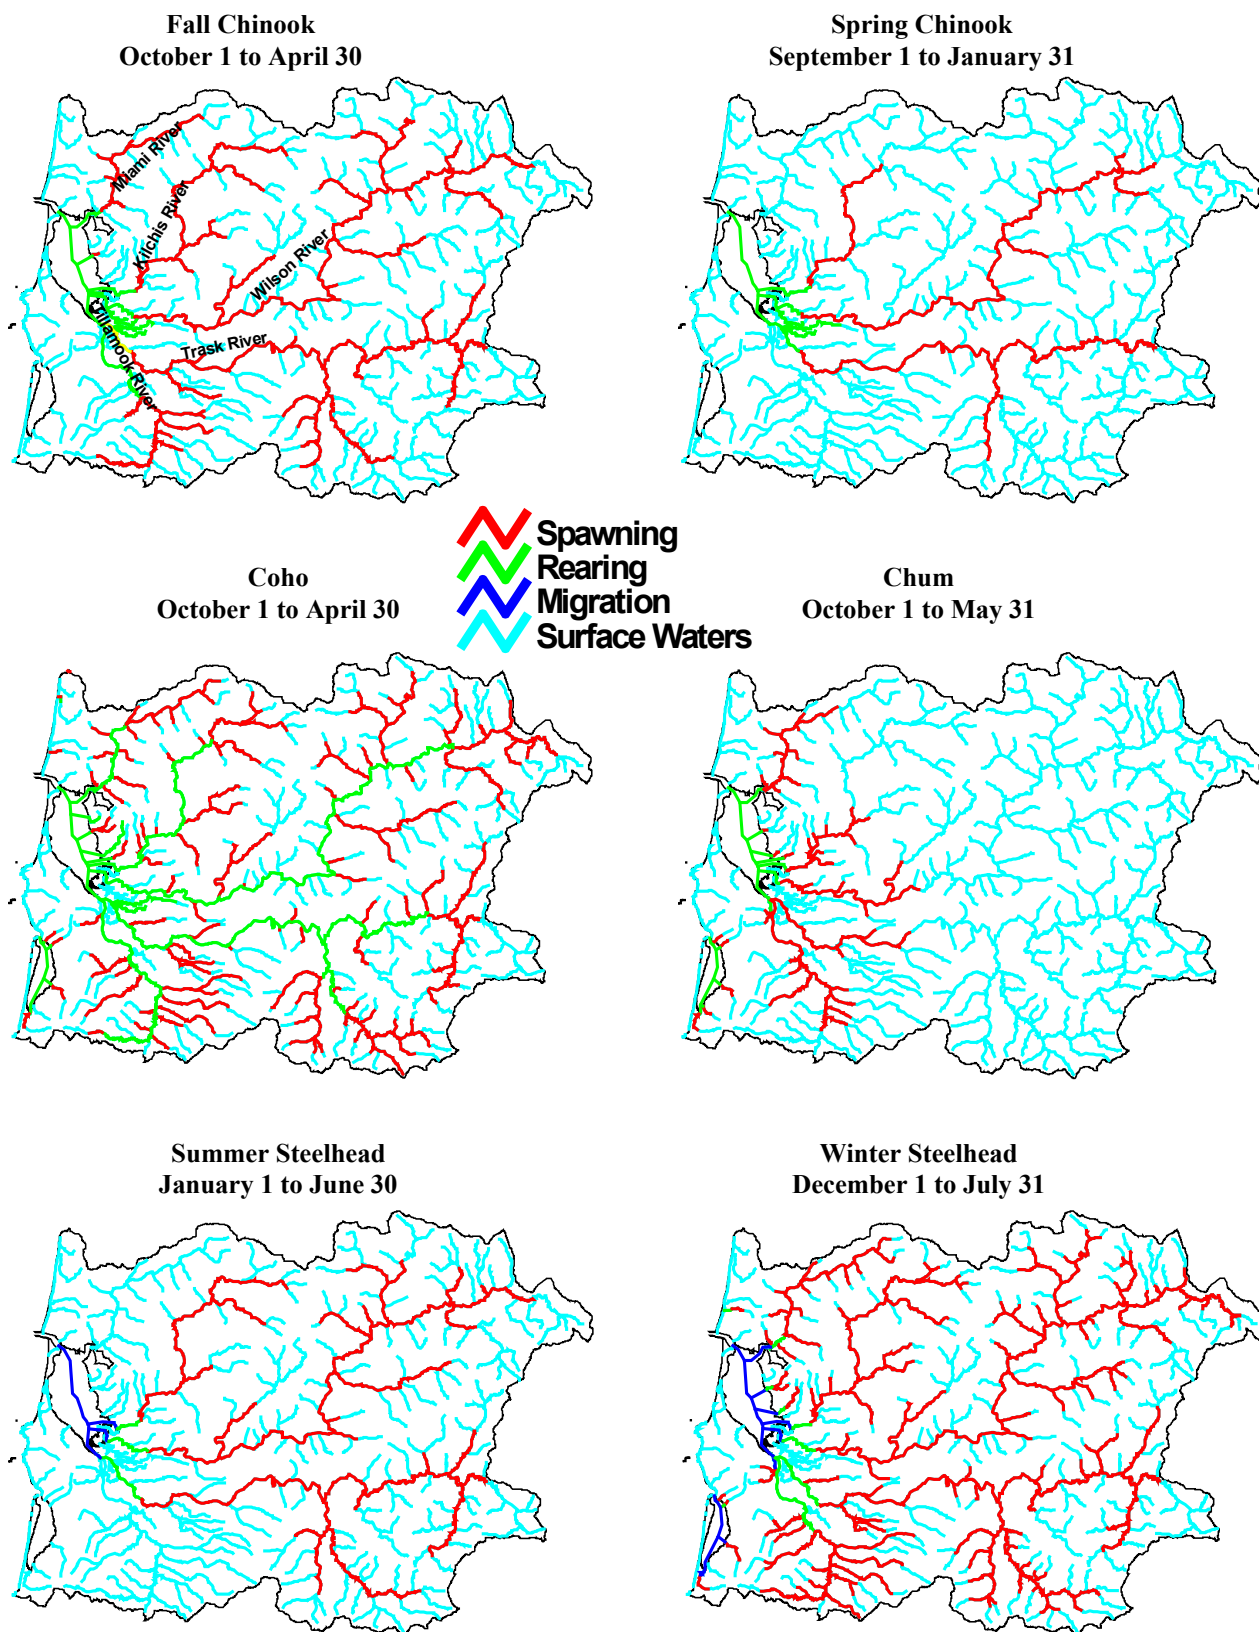 Fall Chinook
October 1 to April 30
Spring Chinook
September 1 to January 31
Miami River
Kilchis River
Wilson River
Trask River
Tillamook River
Spawning
Rearing
Migration
Surface Waters
Coho
October 1 to April 30
Chum
October 1 to May 31
Summer Steelhead
January 1 to June 30
Winter Steelhead
December 1 to July 31